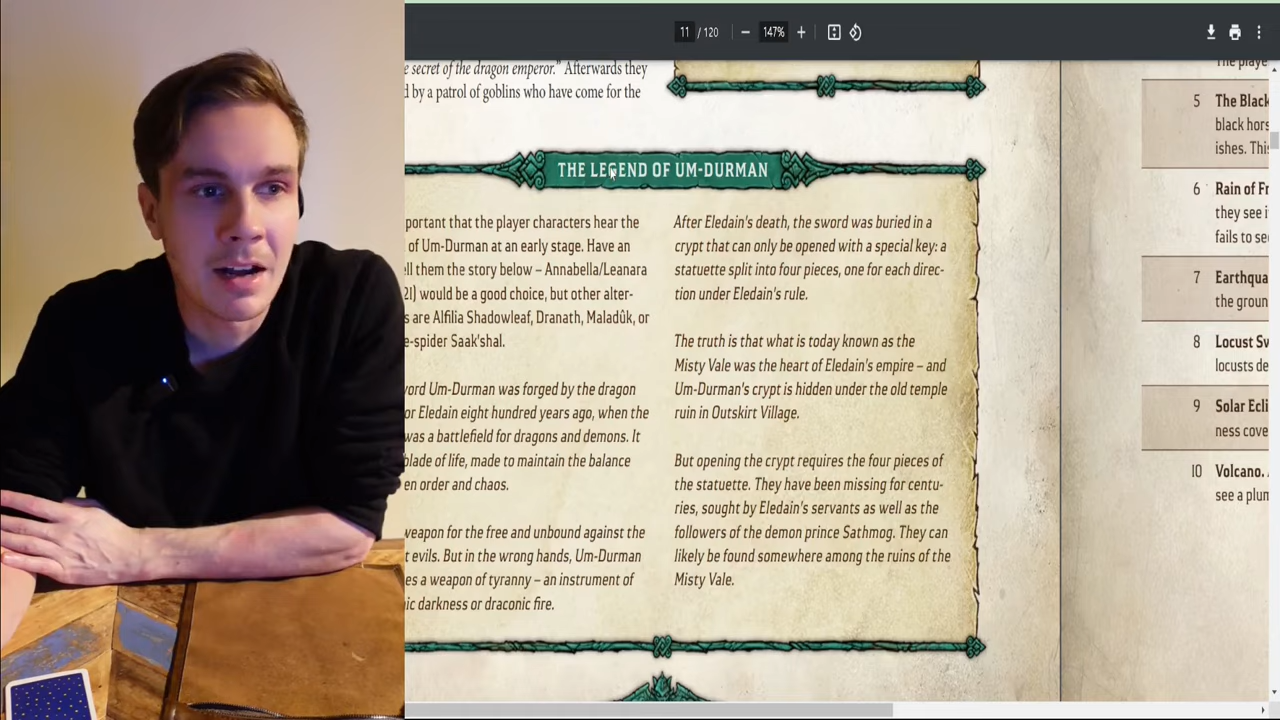 11 / 120
147%
e secret of the dragon emperor." Afterwards they
d by a patrol of goblins who have come for the
THE LEGEND OF UM-DURMAN
portant that the player characters hear the
of Um-Durman at an early stage. Have an
ell them the story below – Annabella/Leanara
21) would be a good choice, but other alter-
s are Alfilia Shadowleaf, Dranath, Maladûk, or
e-spider Saak'shal.
word Um-Durman was forged by the dragon
or Eledain eight hundred years ago, when the
was a battlefield for dragons and demons. It
blade of life, made to maintain the balance
en order and chaos.
weapon for the free and unbound against the
t evils. But in the wrong hands, Um-Durman
es a weapon of tyranny – an instrument of
ic darkness or draconic fire.
After Eledain's death, the sword was buried in a
crypt that can only be opened with a special key: a
statuette split into four pieces, one for each direc-
tion under Eledain's rule.
The truth is that what is today known as the
Misty Vale was the heart of Eledain's empire – and
Um-Durman's crypt is hidden under the old temple
ruin in Outskirt Village.
But opening the crypt requires the four pieces of
the statuette. They have been missing for centu-
ries, sought by Eledain's servants as well as the
followers of the demon prince Sathmog. They can
likely be found somewhere among the ruins of the
Misty Vale.
The playe
5 The Black
black hors
ishes. This
6 Rain of Fr
they see i
fails to se
7 Earthqua
the groun
8 Locust Sv
locusts de
9 Solar Ecli
ness cove
10 Volcano.
see a plum